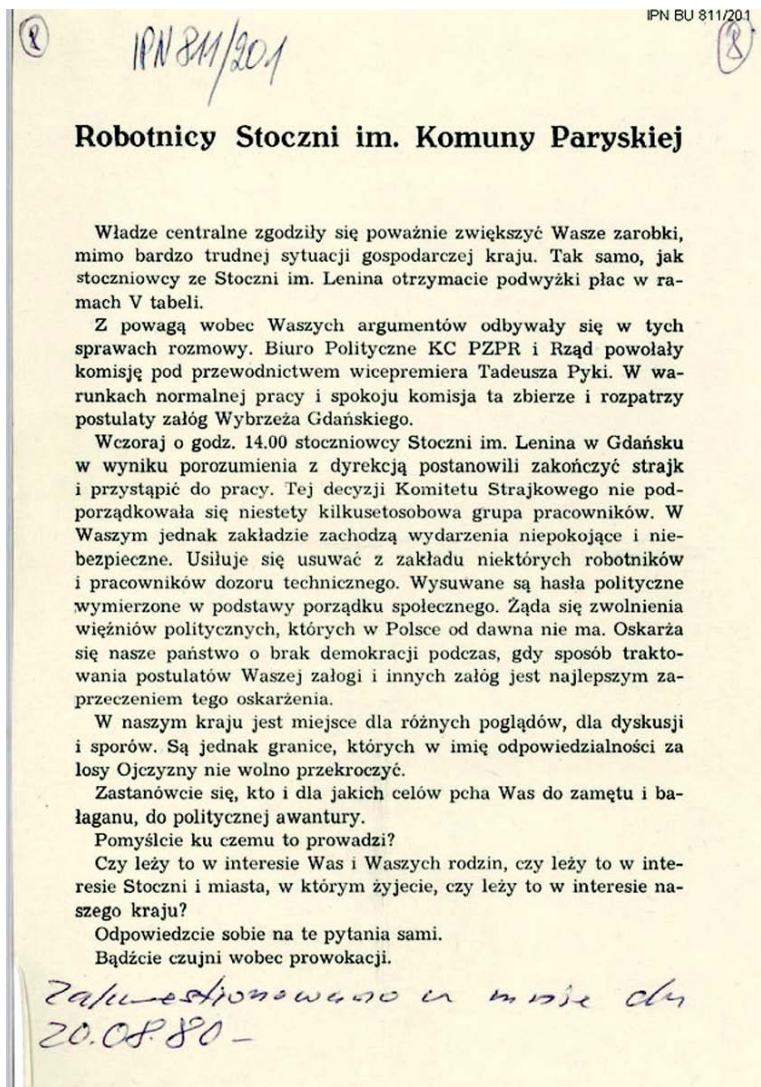 IPN BU 811/201
8
IPN 811/201
8
Robotnicy Stoczni im. Komuny Paryskiej
Władze centralne zgodziły się poważnie zwiększyć Wasze zarobki,
mimo bardzo trudnej sytuacji gospodarczej kraju. Tak samo, jak
stoczniowcy ze Stoczni im. Lenina otrzymacie podwyżki płac w ra-
mach V tabeli.
Z powagą wobec Waszych argumentów odbywały się w tych
sprawach rozmowy. Biuro Polityczne KC PZPR i Rząd powołały
komisję pod przewodnictwem wicepremiera Tadeusza Pyki. W wa-
runkach normalnej pracy i spokoju komisja ta zbierze i rozpatrzy
postulaty załóg Wybrzeża Gdańskiego.
Wczoraj o godz. 14.00 stoczniowcy Stoczni im. Lenina w Gdańsku
w wyniku porozumienia z dyrekcją postanowili zakończyć strajk
i przystąpić do pracy. Tej decyzji Komitetu Strajkowego nie pod-
porządkowała się niestety kilkusetosobowa grupa pracowników. W
Waszym jednak zakładzie zachodzą wydarzenia niepokojące i nie-
bezpieczne. Usiłuje się usuwać z zakładu niektórych robotników
i pracowników dozoru technicznego. Wysuwane są hasła polityczne
wymierzone w podstawy porządku społecznego. Żąda się zwolnienia
więźniów politycznych, których w Polsce od dawna nie ma. Oskarża
się nasze państwo o brak demokracji podczas, gdy sposób trakto-
wania postulatów Waszej załogi i innych załóg jest najlepszym za-
przeczeniem tego oskarżenia.
W naszym kraju jest miejsce dla różnych poglądów, dla dyskusji
i sporów. Są jednak granice, których w imię odpowiedzialności za
losy Ojczyzny nie wolno przekroczyć.
Zastanówcie się, kto i dla jakich celów pcha Was do zamętu i ba-
łaganu, do politycznej awantury.
Pomyślcie ku czemu to prowadzi?
Czy leży to w interesie Was i Waszych rodzin, czy leży to w inte-
resie Stoczni i miasta, w którym żyjecie, czy leży to w interesie na-
szego kraju?
Odpowiedzcie sobie na te pytania sami.
Bądźcie czujni wobec prowokacji.
Zakwestionowano u mnie dn
20.08.80 -